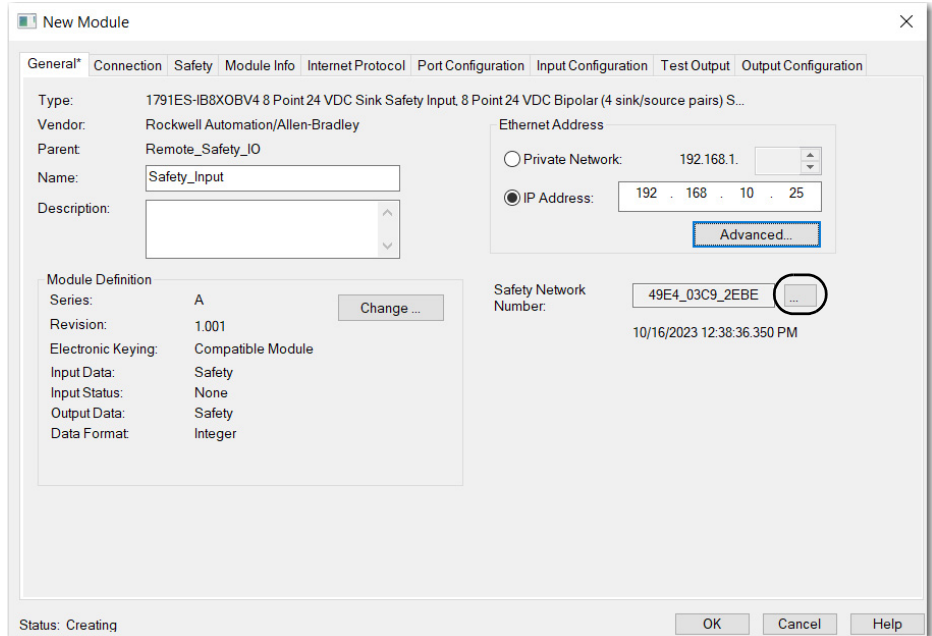 New Module
General* Connection Safety Module Info Internet Protocol Port Configuration Input Configuration Test Output Output Configuration
Type: 1791ES-IB8XOBV4 8 Point 24 VDC Sink Safety Input, 8 Point 24 VDC Bipolar (4 sink/source pairs) S...
Vendor: Rockwell Automation/Allen-Bradley
Parent: Remote_Safety_IO
Name: Safety_Input
Description:
Ethernet Address
Private Network: 192.168.1.
IP Address: 192 . 168 . 10 . 25
Advanced...
Module Definition
Series: A
Change ...
Revision: 1.001
Electronic Keying: Compatible Module
Input Data: Safety
Input Status: None
Output Data: Safety
Data Format: Integer
Safety Network
Number: 49E4_03C9_2EBE ...
10/16/2023 12:38:36.350 PM
Status: Creating
OK Cancel Help